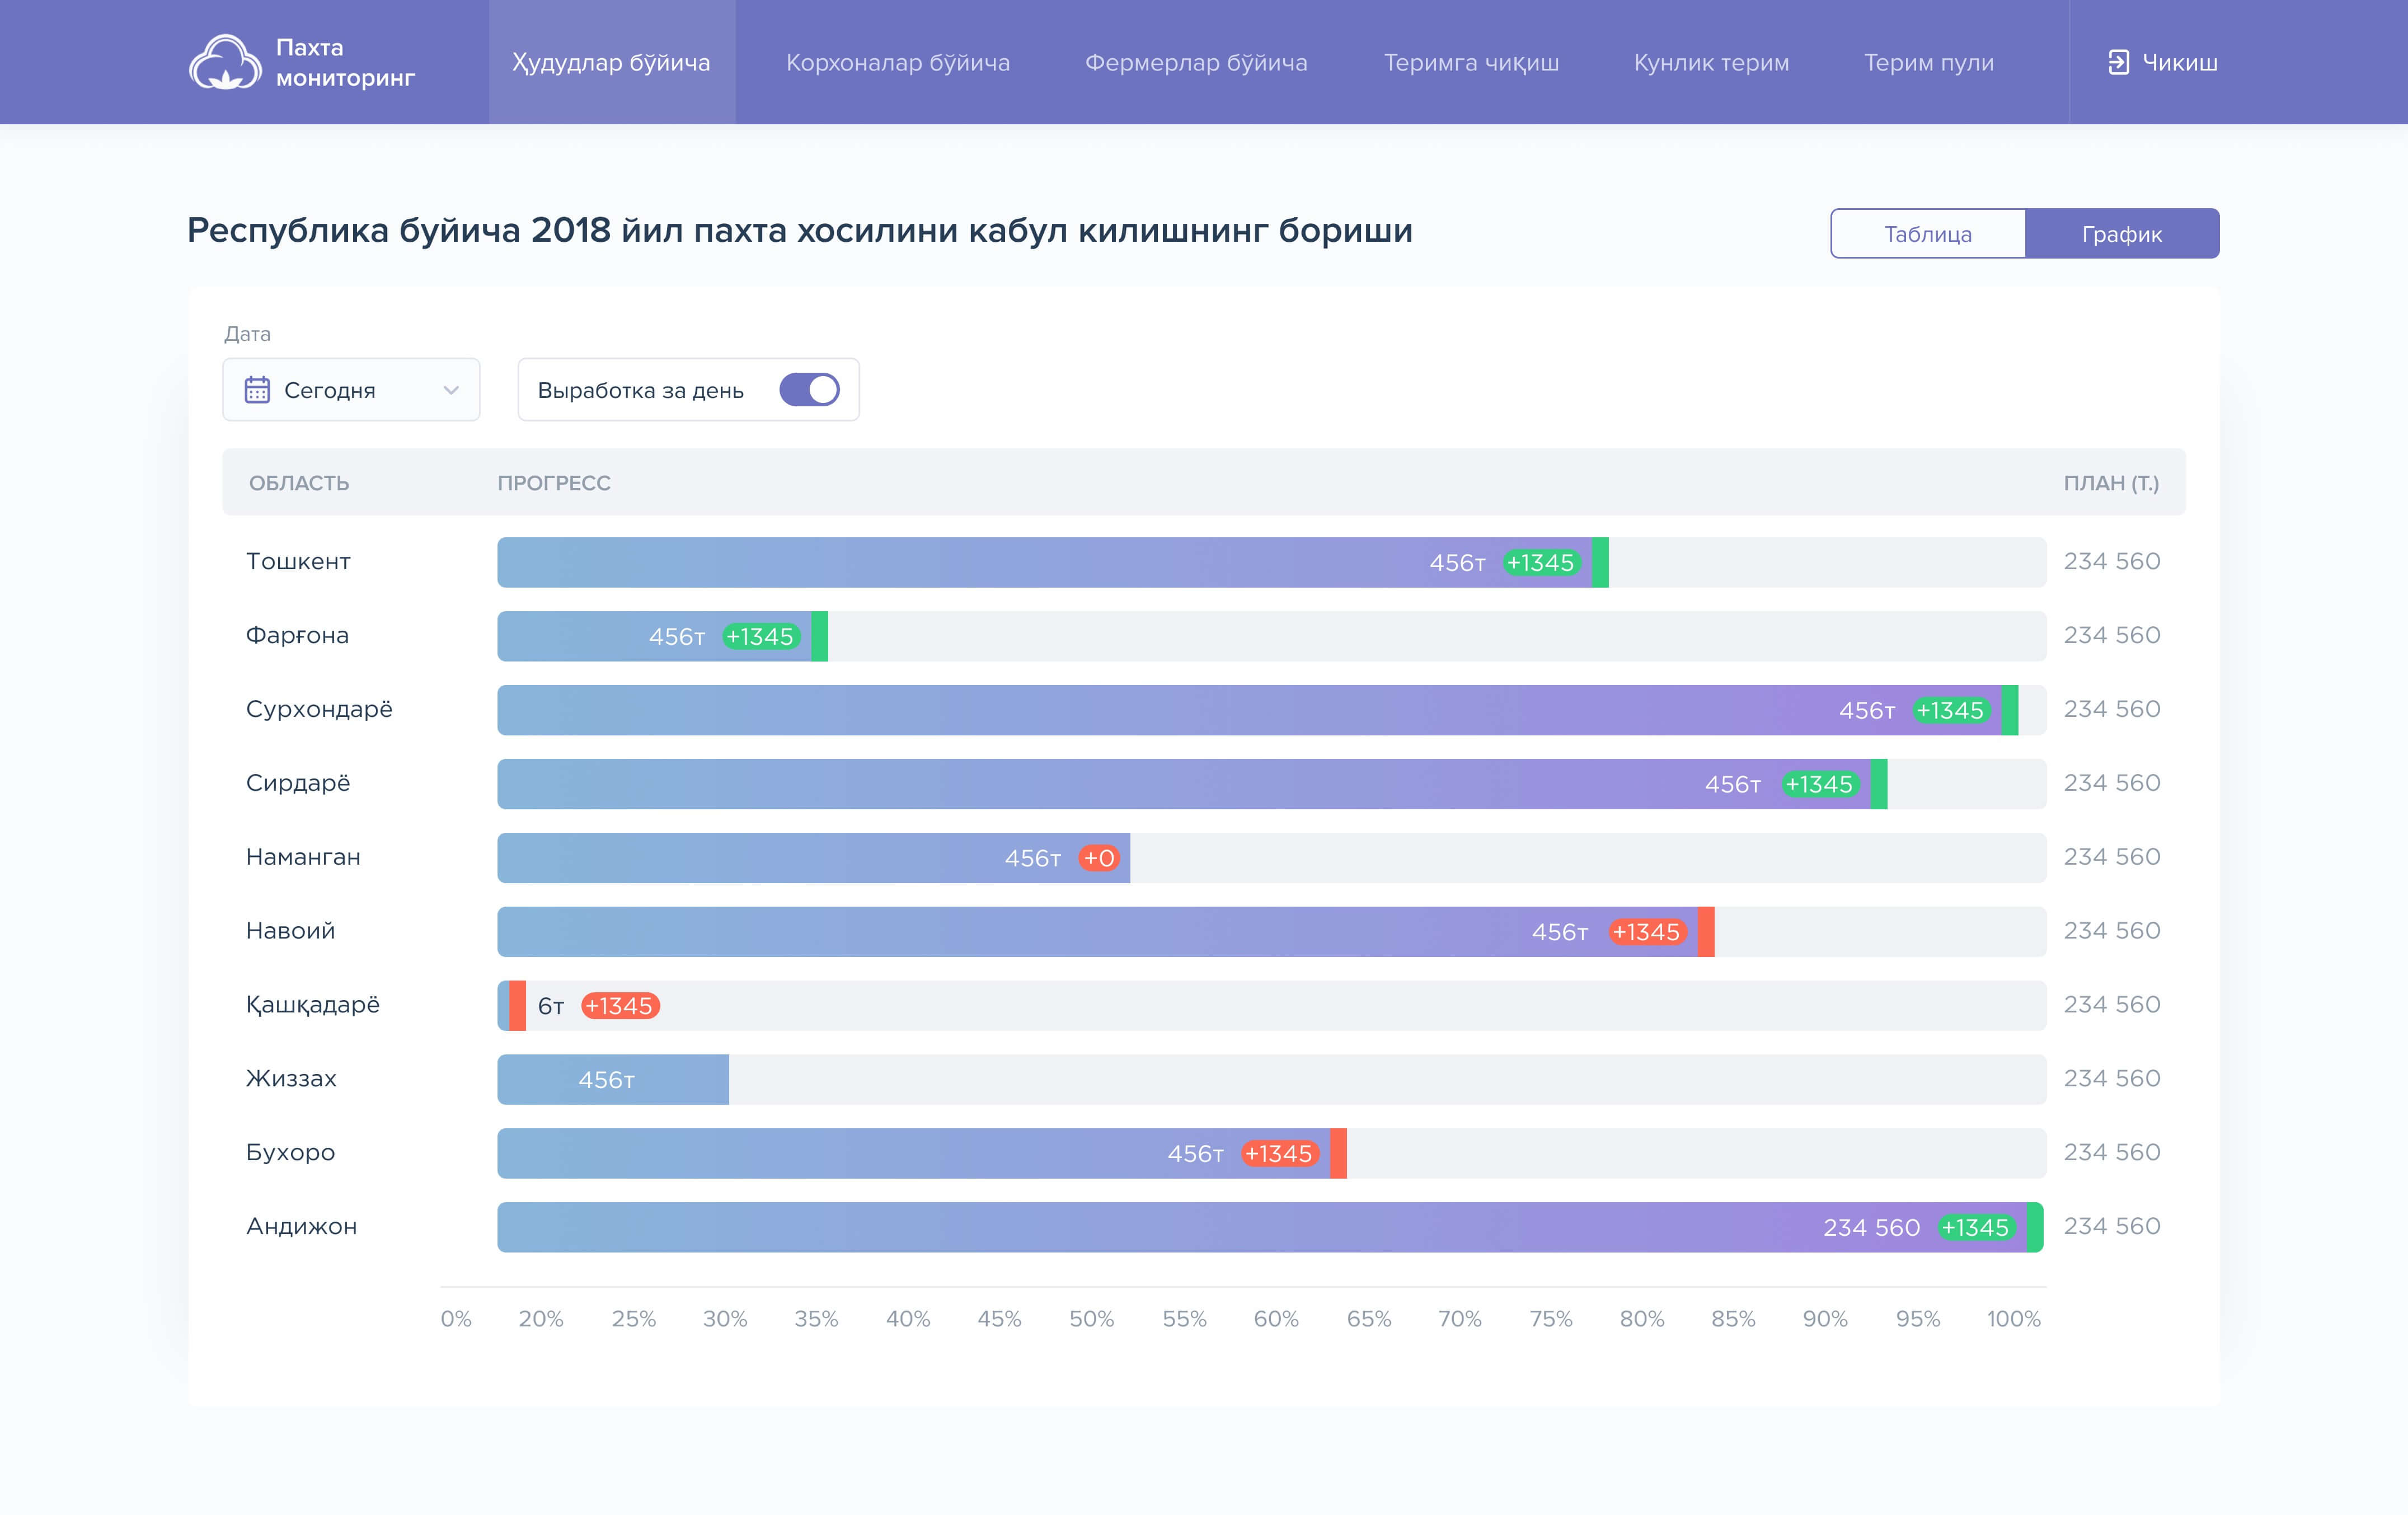 Пахта
мониторинг
Ҳудудлар бўйича
Корхоналар бўйича
Фермерлар бўйича
Теримга чиқиш
Кунлик терим
Терим пули
Чикиш
Республика буйича 2018 йил пахта хосилини кабул килишнинг бориши
Таблица
График
Дата
Сегодня
Выработка за день
ОБЛАСТЬ ПРОГРЕСС ПЛАН (Т.)
Тошкент 456т +1345 234 560
Фарғона 456т +1345 234 560
Сурхондарё 456т +1345 234 560
Сирдарё 456т +1345 234 560
Наманган 456т +0 234 560
Навоий 456т +1345 234 560
Қашқадарё 6т +1345 234 560
Жиззах 456т 234 560
Бухоро 456т +1345 234 560
Андижон 234 560 +1345 234 560
0% 20% 25% 30% 35% 40% 45% 50% 55% 60% 65% 70% 75% 80% 85% 90% 95% 100%